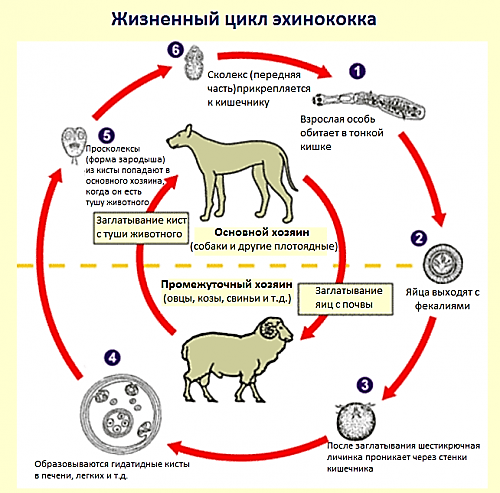 Жизненный цикл эхинококка
6
Сколекс (передняя
часть)прикрепляется
к кишечнику
1
Взрослая особь
обитает в тонкой
кишке
5
Просколексы
(форма зародыша)
из кисты попадают в
основного хозяина,
когда он есть
тушу животного
Заглатывание кист
с туши животного
Основной хозяин
(собаки и другие плотоядные)
2
Яйца выходят с
фекалиями
Промежуточный хозяин
(овцы, козы, свиньи и т.д.)
Заглатывание
яиц с почвы
4
Образовываются гидатидные кисты
в печени, легких и т.д.
3
После заглатывания шестикрючная
личинка проникает через стенки
кишечника